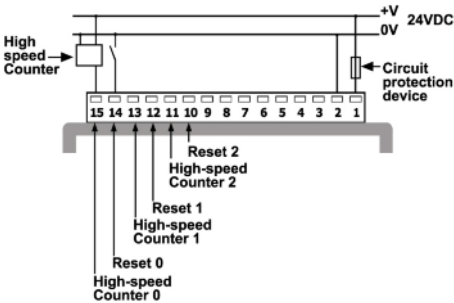 +V
24VDC
0V
High
speed
Counter
Circuit
protection
device
15 14 13 12 11 10 9 8 7 6 5 4 3 2 1
Reset 2
High-speed
Counter 2
Reset 1
High-speed
Counter 1
Reset 0
High-speed
Counter 0